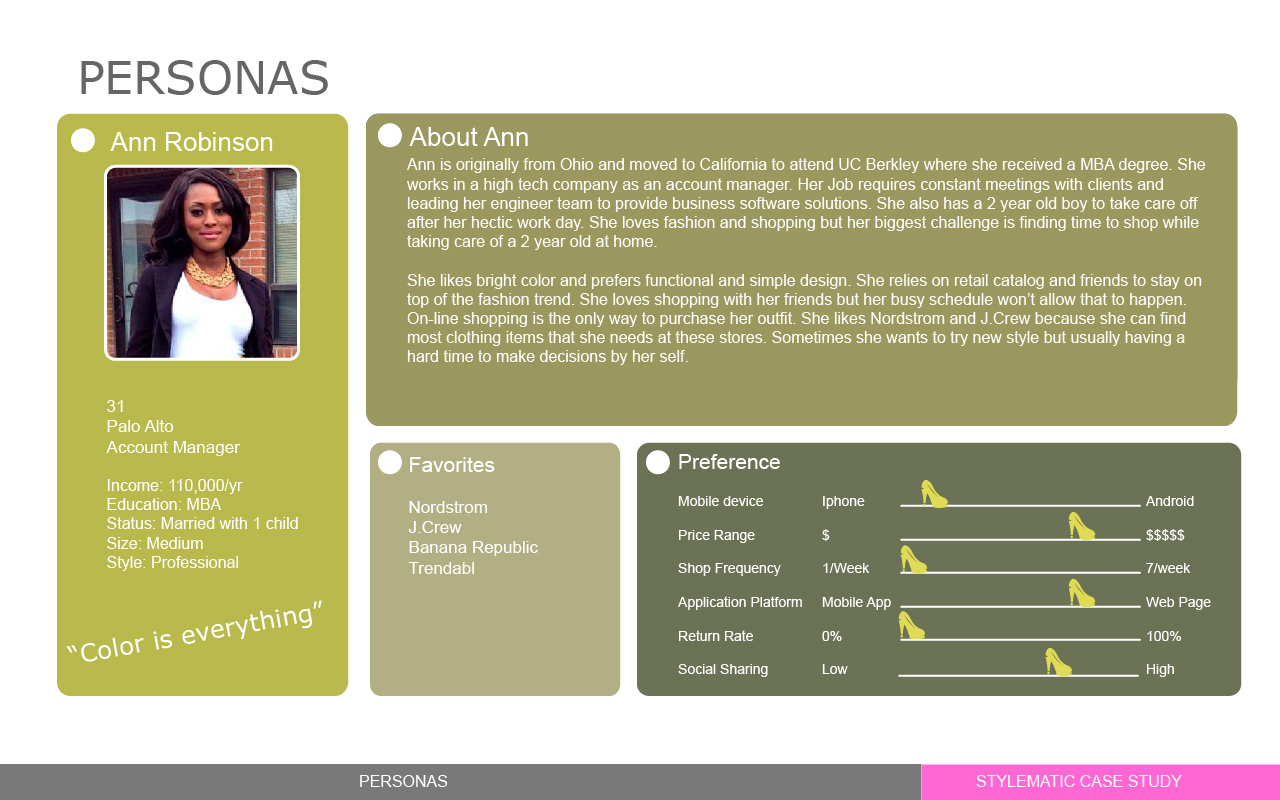 PERSONAS
Ann Robinson
31
Palo Alto
Account Manager
Income: 110,000/yr
Education: MBA
Status: Married with 1 child
Size: Medium
Style: Professional
“Color is everything”
About Ann
Ann is originally from Ohio and moved to California to attend UC Berkley where she received a MBA degree. She
works in a high tech company as an account manager. Her Job requires constant meetings with clients and
leading her engineer team to provide business software solutions. She also has a 2 year old boy to take care off
after her hectic work day. She loves fashion and shopping but her biggest challenge is finding time to shop while
taking care of a 2 year old at home.
She likes bright color and prefers functional and simple design. She relies on retail catalog and friends to stay on
top of the fashion trend. She loves shopping with her friends but her busy schedule won’t allow that to happen.
On-line shopping is the only way to purchase her outfit. She likes Nordstrom and J.Crew because she can find
most clothing items that she needs at these stores. Sometimes she wants to try new style but usually having a
hard time to make decisions by her self.
Favorites
Nordstrom
J.Crew
Banana Republic
Trendabl
Preference
Mobile device Iphone Android
Price Range $ $$$$$
Shop Frequency 1/Week 7/week
Application Platform Mobile App Web Page
Return Rate 0% 100%
Social Sharing Low High
PERSONAS
STYLEMATIC CASE STUDY